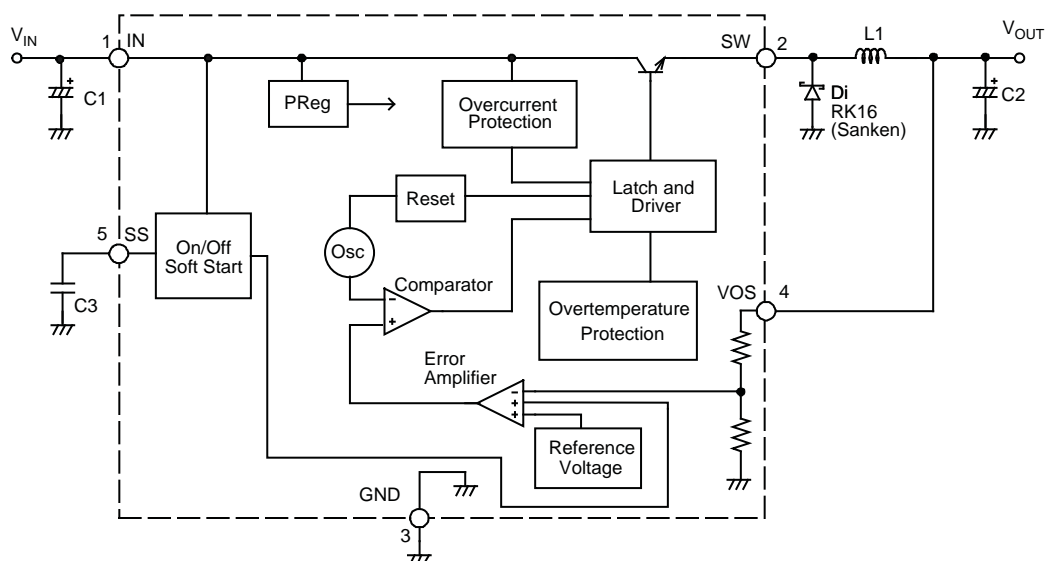 VIN
1
IN
SW
2
L1
VOUT
C1
+
PReg
Overcurrent
Protection
Di
RK16
(Sanken)
+
C2
Reset
Latch and
Driver
5
SS
On/Off
Soft Start
Osc
C3
Comparator
−
+
Overtemperature
Protection
VOS
4
Error
Amplifier
−
+
+
Reference
Voltage
GND
3